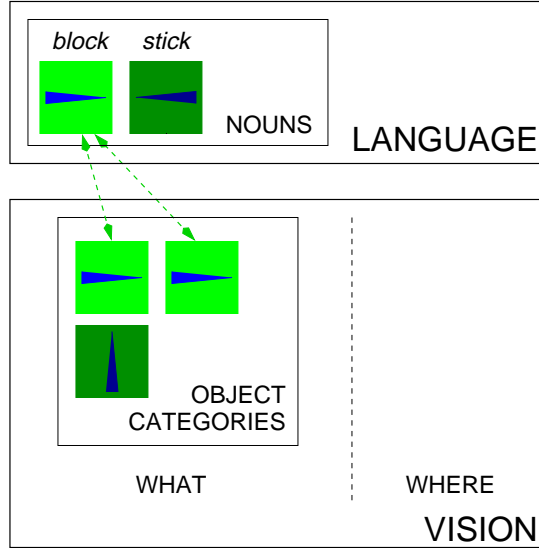 block stick
NOUNS
LANGUAGE
OBJECT
CATEGORIES
WHAT WHERE
VISION